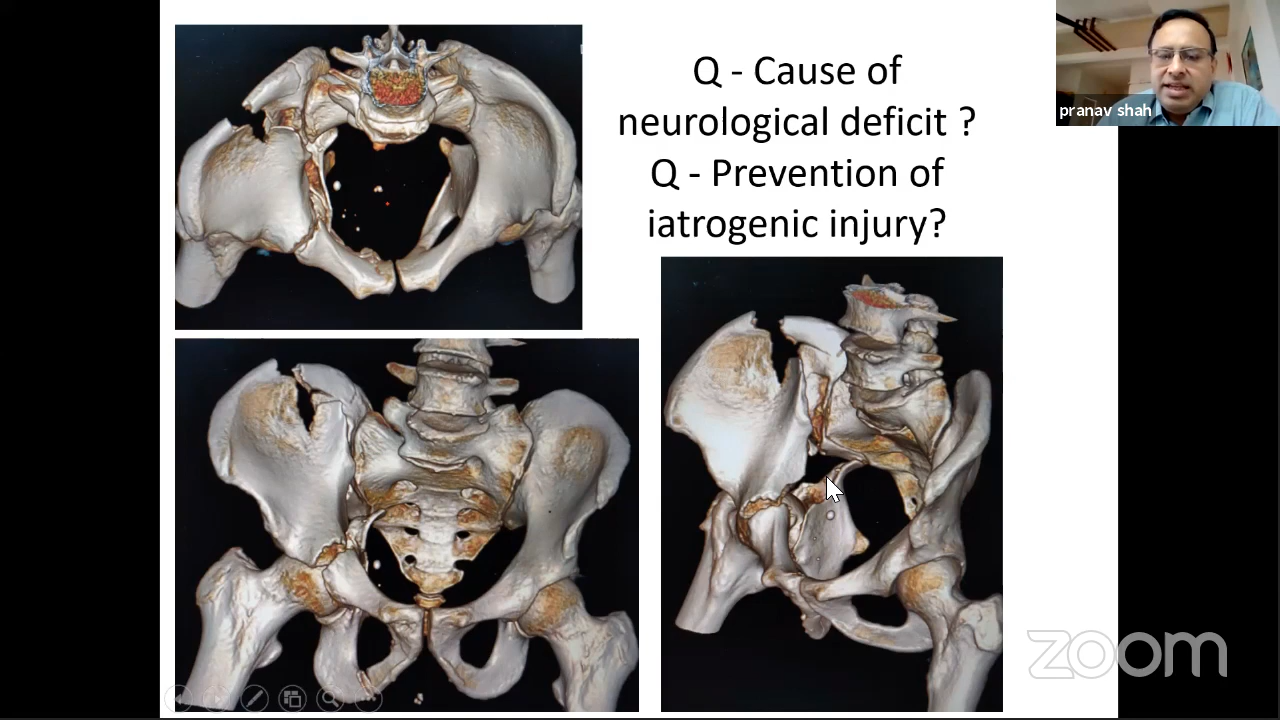 Q - Cause of
neurological deficit ?
Q - Prevention of
iatrogenic injury?
pranav shah
zoom